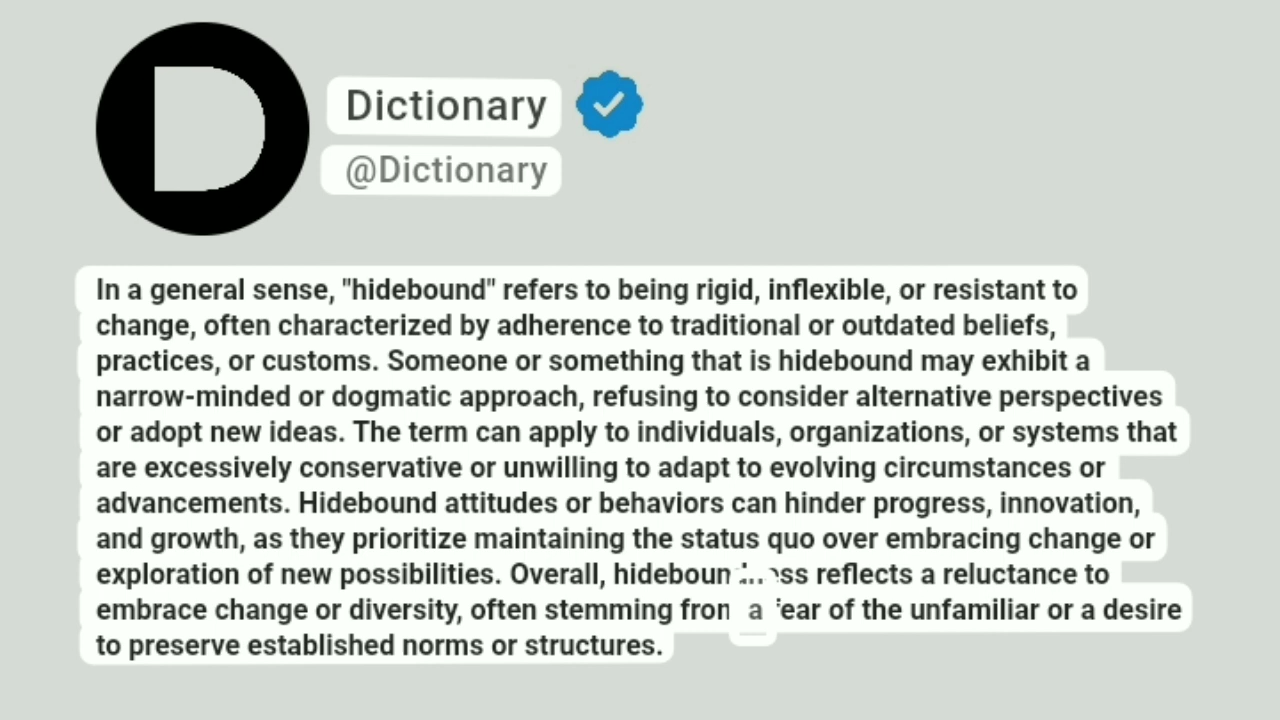 D
Dictionary
@Dictionary
In a general sense, "hidebound" refers to being rigid, inflexible, or resistant to
change, often characterized by adherence to traditional or outdated beliefs,
practices, or customs. Someone or something that is hidebound may exhibit a
narrow-minded or dogmatic approach, refusing to consider alternative perspectives
or adopt new ideas. The term can apply to individuals, organizations, or systems that
are excessively conservative or unwilling to adapt to evolving circumstances or
advancements. Hidebound attitudes or behaviors can hinder progress, innovation,
and growth, as they prioritize maintaining the status quo over embracing change or
exploration of new possibilities. Overall, reflects a reluctance to
embrace change or diversity, often stemming from a fear of the unfamiliar or a desire
to preserve established norms or structures.